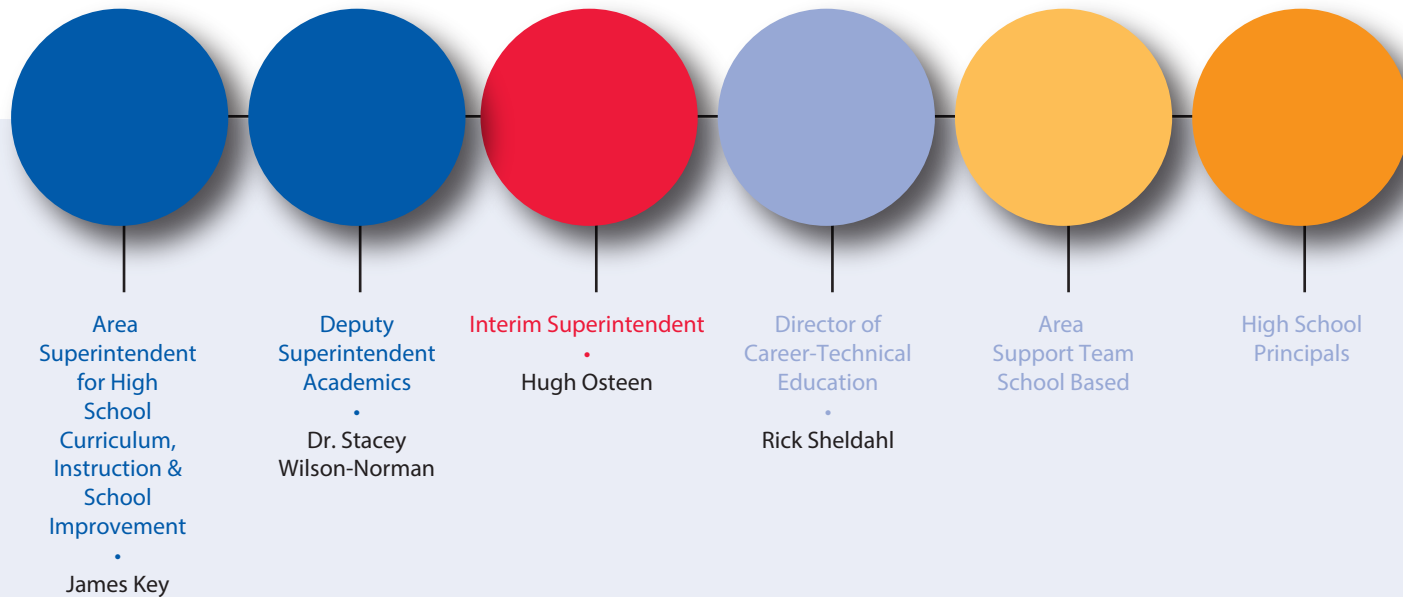 Area
Superintendent
for High
School
Curriculum,
Instruction &
School
Improvement
•
James Key
Deputy
Superintendent
Academics
•
Dr. Stacey
Wilson-Norman
Interim Superintendent
•
Hugh Osteen
Director of
Career-Technical
Education
•
Rick Sheldahl
Area
Support Team
School Based
High School
Principals